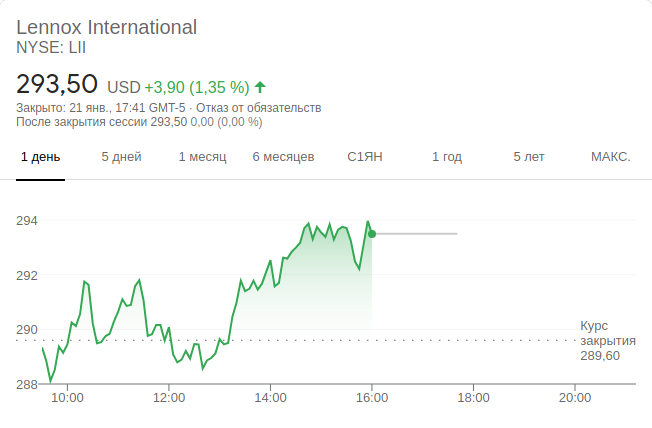 Lennox International
NYSE: LII
293,50 USD +3,90 (1,35 %)
Закрыто: 21 янв., 17:41 GMT-5 · Отказ от обязательств
После закрытия сессии 293,50 0,00 (0,00 %)
1 день 5 дней 1 месяц 6 месяцев С1ЯН 1 год 5 лет МАКС.
294
292
290
288
Курс
закрытия
289,60
10:00 12:00 14:00 16:00 18:00 20:00